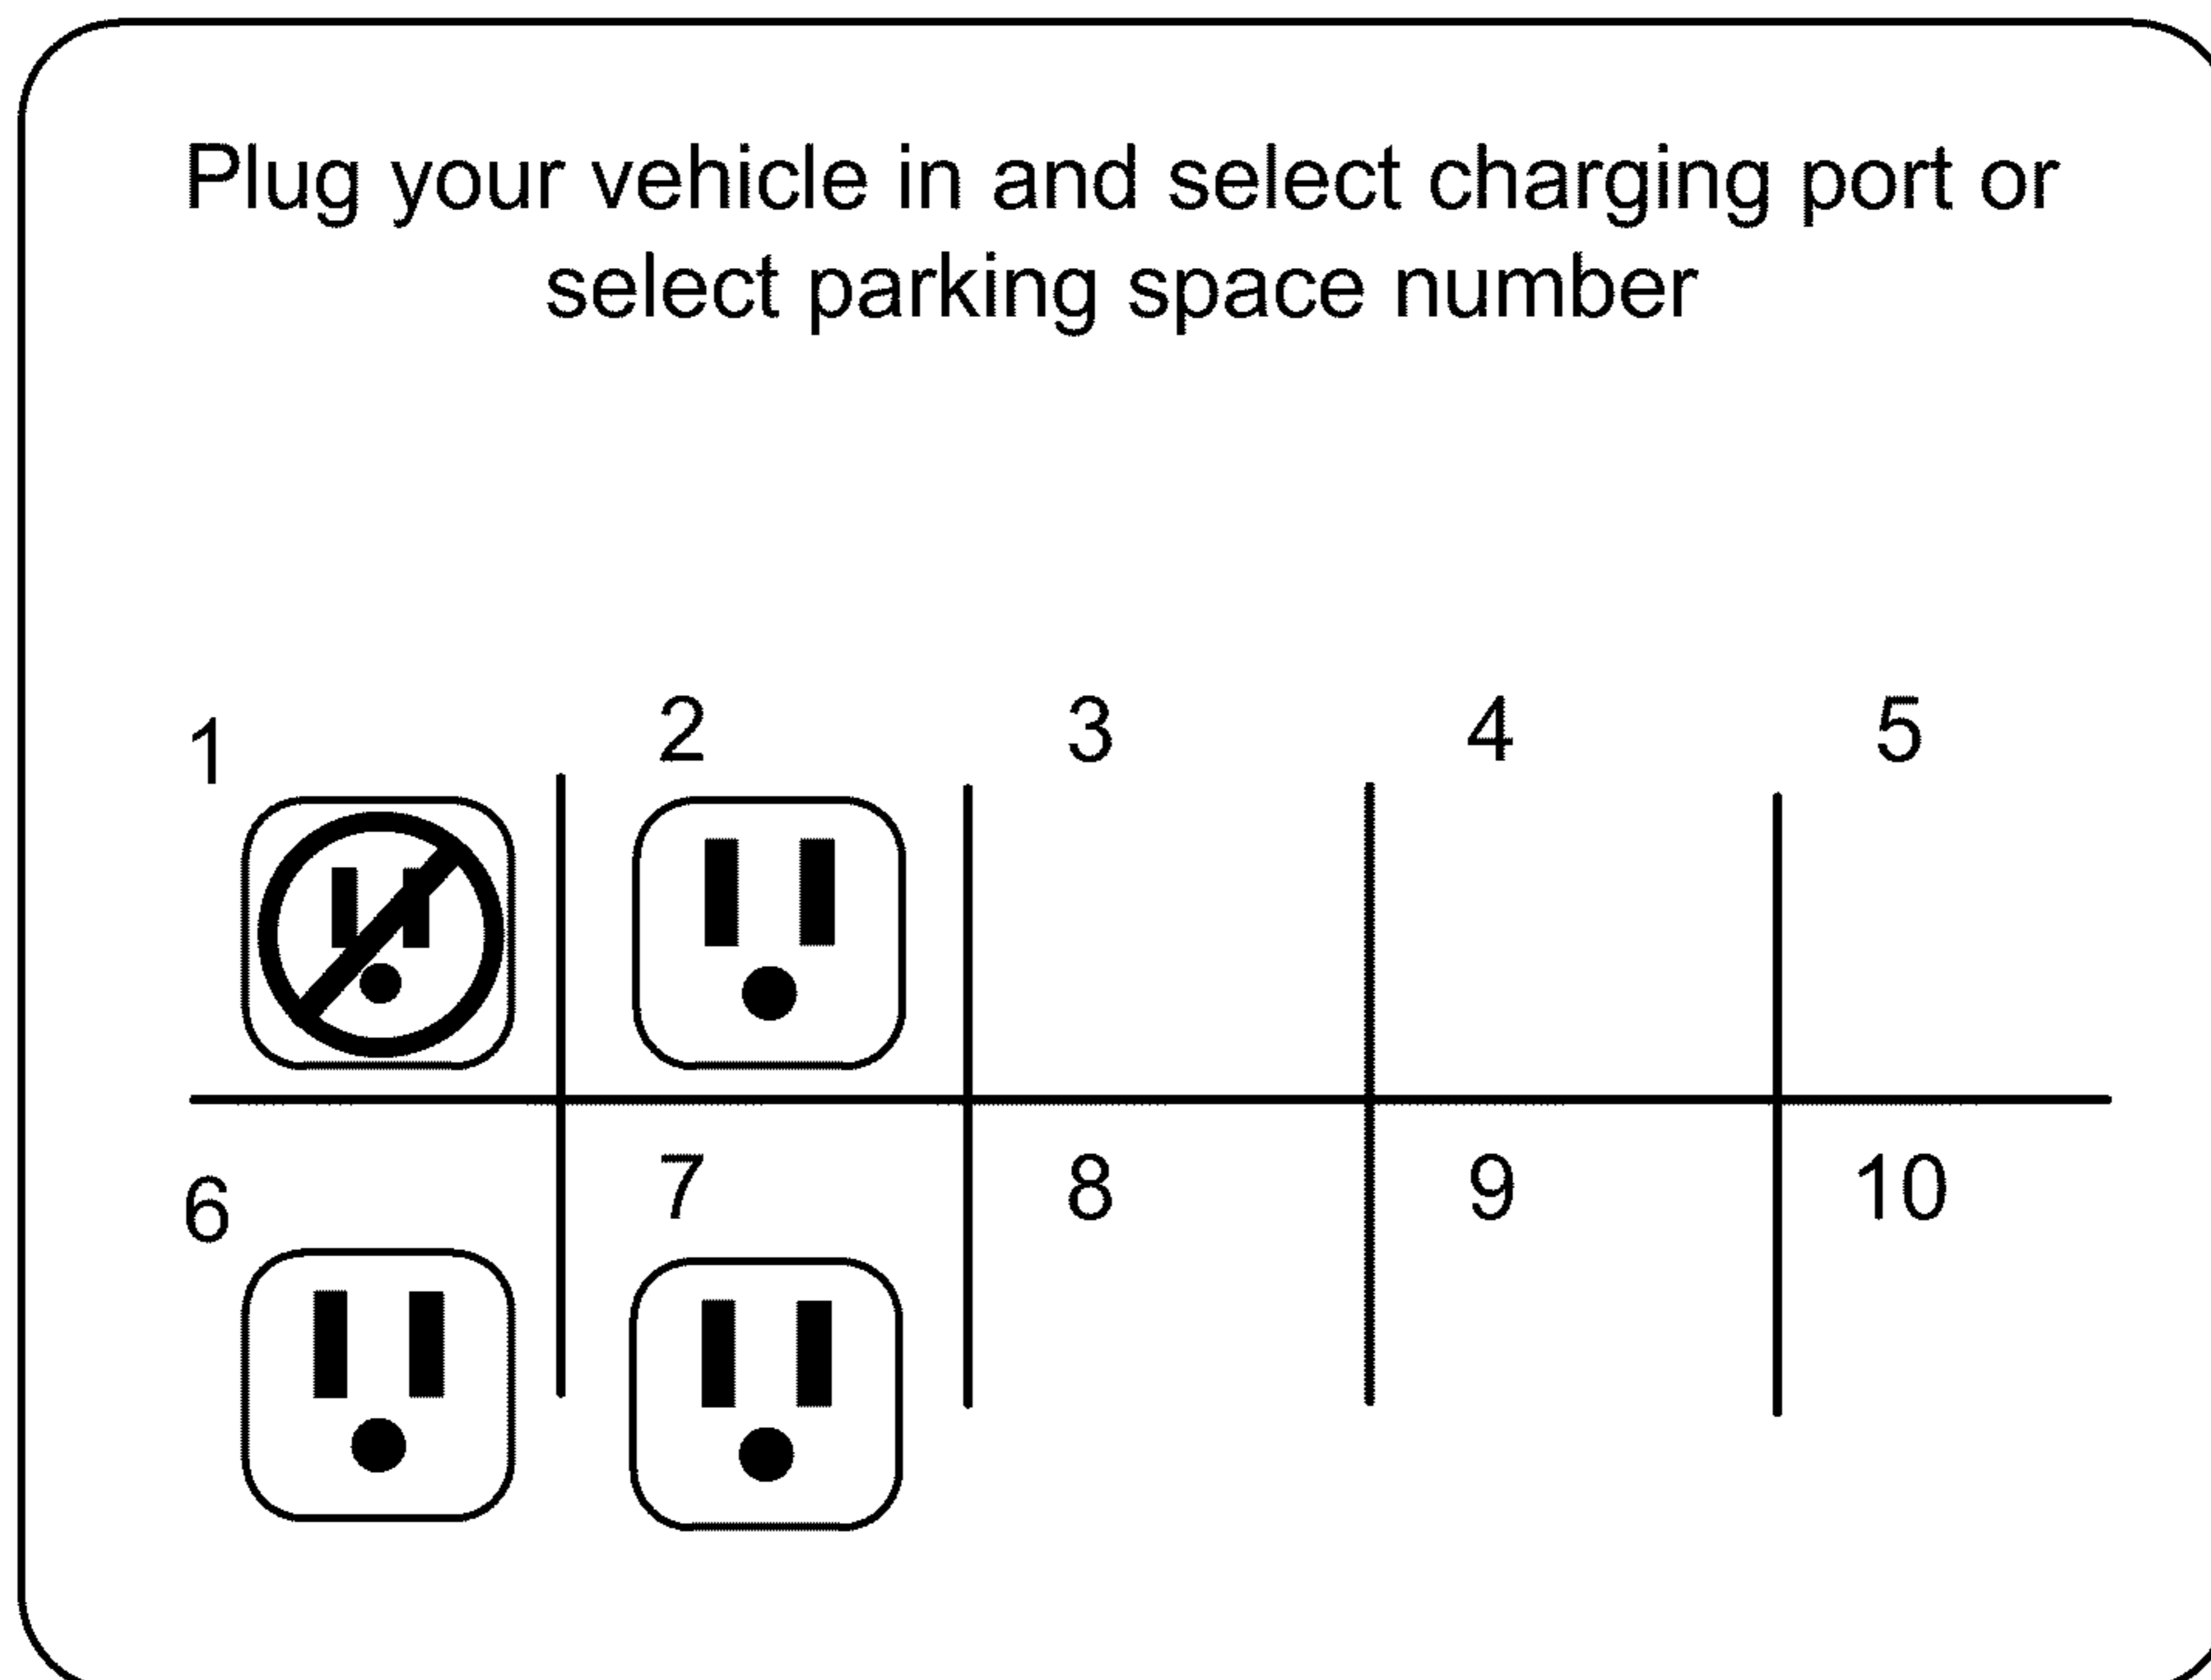 Plug your vehicle in and select charging port or
select parking space number
1 2 3 4 5
6 7 8 9 10